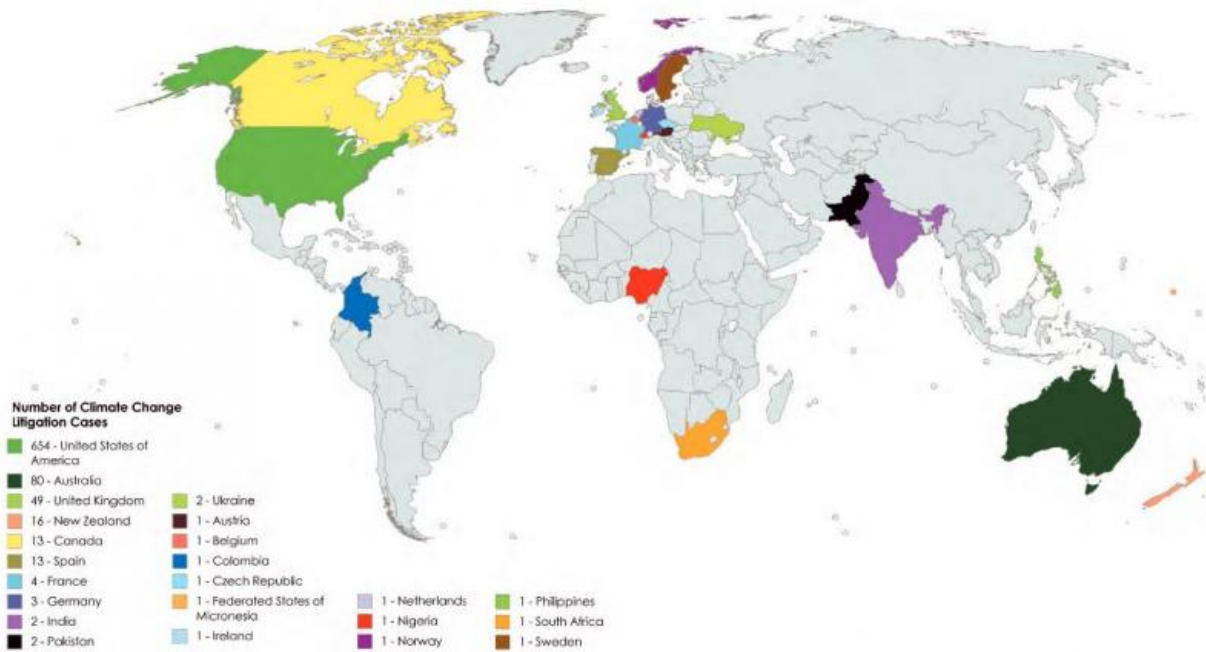 Number of Climate Change
Litigation Cases
654 - United States of
America
80 - Australia
49 - United Kingdom
16 - New Zealand
13 - Canada
13 - Spain
4 - France
3 - Germany
2 - India
2 - Pakistan
2 - Ukraine
1 - Austria
1 - Belgium
1 - Colombia
1 - Czech Republic
1 - Federated States of
Micronesia
1 - Ireland
1 - Netherlands
1 - Nigeria
1 - Norway
1 - Philippines
1 - South Africa
1 - Sweden